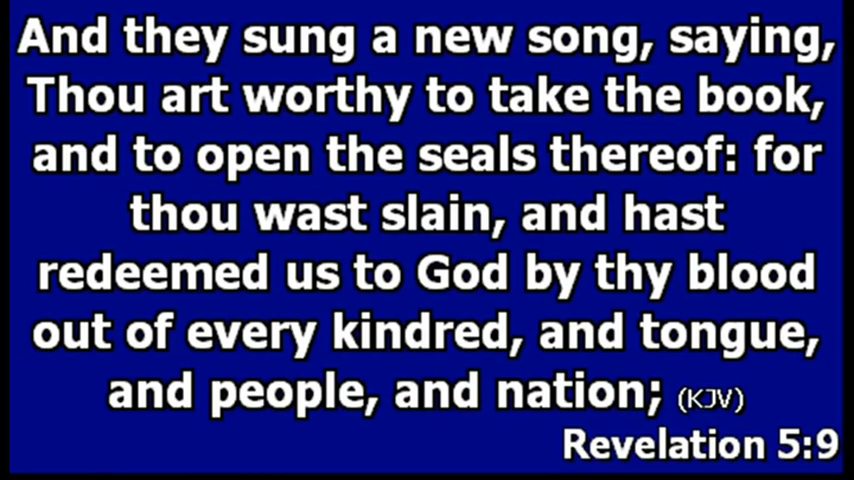 And they sung a new song, saying,
Thou art worthy to take the book,
and to open the seals thereof: for
thou wast slain, and hast
redeemed us to God by thy blood
out of every kindred, and tongue,
and people, and nation; (KJV)
Revelation 5:9